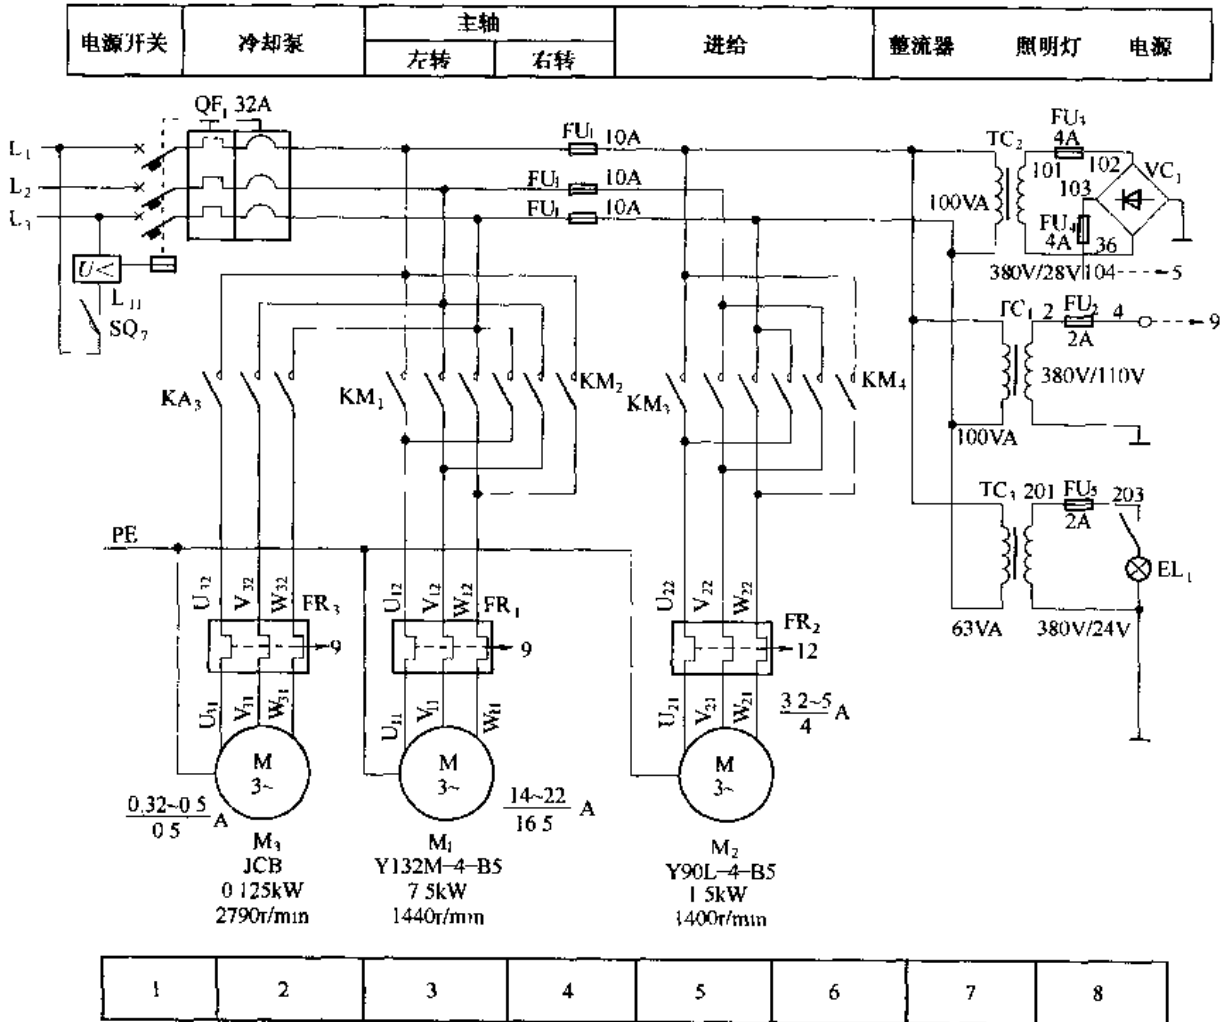 电源开关 冷却泵 主轴 进给 整流器 照明灯 电源
左转 右转
QF1 32A
L1
L2
L3
FU1 10A
FU1 10A
FU1 10A
TC2
FU3
4A
101 102
103
VC1
100VA
FU4
4A
36
380V/28V 104 5
U<
L11
SQ7
TC1 2 FU2 4
2A
9
380V/110V
100VA
KA3
KM1
KM2
KM3
KM4
TC3 201 FU5 203
2A
EL1
63VA 380V/24V
PE
U32 V32 W32 FR3
9
U12 V12 W12 FR1
9
U22 V22 W22 FR2
12
U31 V31 W31
U11 V11 W11
U21 V21 W21
3.2~5
4 A
M
3~
M
3~
M
3~
0.32~0.5
0.5 A
14~22
16.5 A
M3
JCB
0.125kW
2790r/min
M1
Y132M-4-B5
7.5kW
1440r/min
M2
Y90L-4-B5
1.5kW
1400r/min
1 2 3 4 5 6 7 8